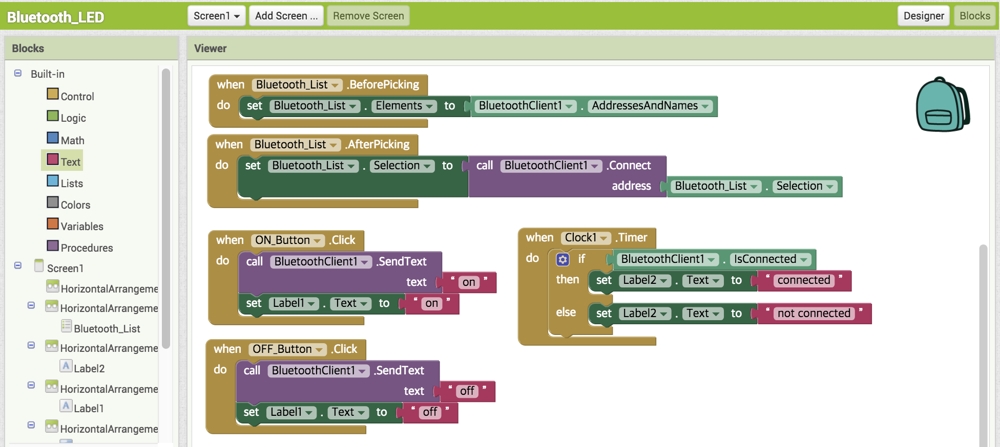 Bluetooth_LED
Screen1
Add Screen ...
Remove Screen
Designer
Blocks
Blocks
Built-in
Control
Logic
Math
Text
Lists
Colors
Variables
Procedures
Screen1
HorizontalArrangeme
HorizontalArrangeme
Bluetooth_List
HorizontalArrangeme
Label2
HorizontalArrangeme
Label1
HorizontalArrangeme
Viewer
when Bluetooth_List .BeforePicking
do set Bluetooth_List . Elements to BluetoothClient1 . AddressesAndNames
when Bluetooth_List .AfterPicking
do set Bluetooth_List . Selection to call BluetoothClient1 .Connect
address Bluetooth_List . Selection
when ON_Button .Click
do call BluetoothClient1 .SendText
text “ on ”
set Label1 . Text to “ on ”
when OFF_Button .Click
do call BluetoothClient1 .SendText
text “ off ”
set Label1 . Text to “ off ”
when Clock1 .Timer
do if BluetoothClient1 . IsConnected
then set Label2 . Text to “ connected ”
else set Label2 . Text to “ not connected ”